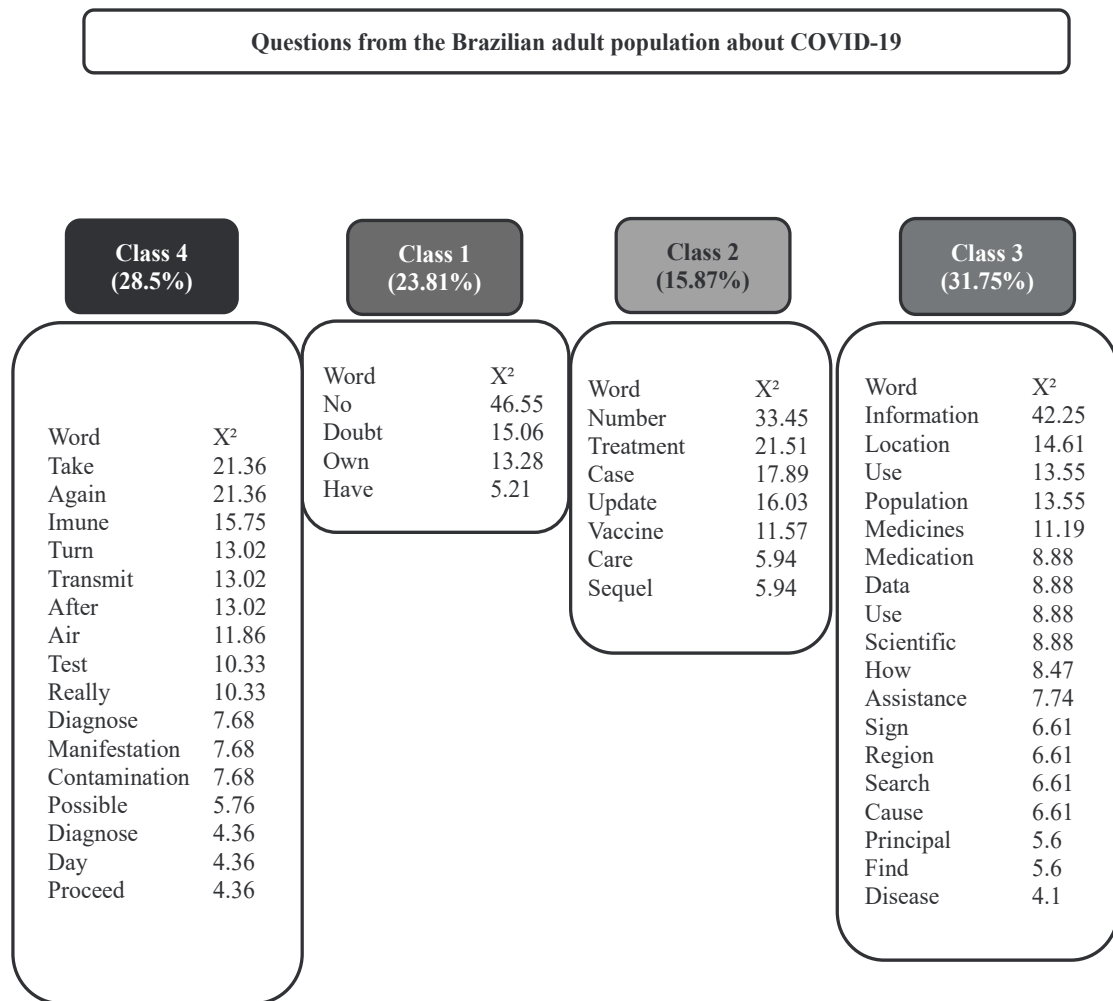 Questions from the Brazilian adult population about COVID-19
Class 4
(28.5%)
Word X²
Take 21.36
Again 21.36
Imune 15.75
Turn 13.02
Transmit 13.02
After 13.02
Air 11.86
Test 10.33
Really 10.33
Diagnose 7.68
Manifestation 7.68
Contamination 7.68
Possible 5.76
Diagnose 4.36
Day 4.36
Proceed 4.36
Class 1
(23.81%)
Word X²
No 46.55
Doubt 15.06
Own 13.28
Have 5.21
Class 2
(15.87%)
Word X²
Number 33.45
Treatment 21.51
Case 17.89
Update 16.03
Vaccine 11.57
Care 5.94
Sequel 5.94
Class 3
(31.75%)
Word X²
Information 42.25
Location 14.61
Use 13.55
Population 13.55
Medicines 11.19
Medication 8.88
Data 8.88
Use 8.88
Scientific 8.88
How 8.47
Assistance 7.74
Sign 6.61
Region 6.61
Search 6.61
Cause 6.61
Principal 5.6
Find 5.6
Disease 4.1